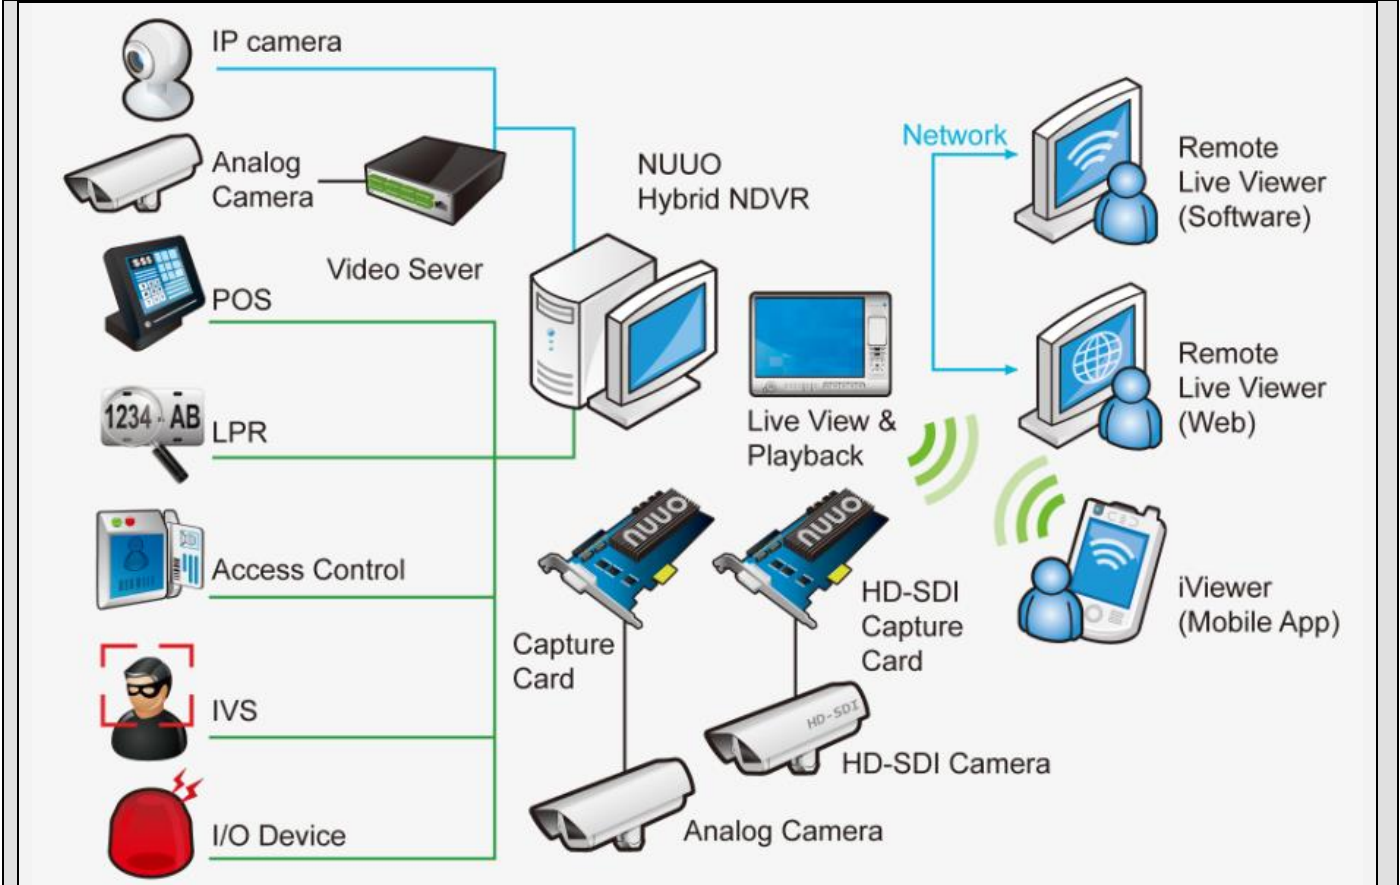 IP camera
Analog
Camera
Video Sever
POS
1234 - AB
LPR
Access Control
IVS
I/O Device
NUUO
Hybrid NDVR
Live View &
Playback
nuuo
Capture
Card
Analog Camera
nuuo
HD-SDI
Capture
Card
HD-SDI
HD-SDI Camera
Network
Remote
Live Viewer
(Software)
Remote
Live Viewer
(Web)
iViewer
(Mobile App)